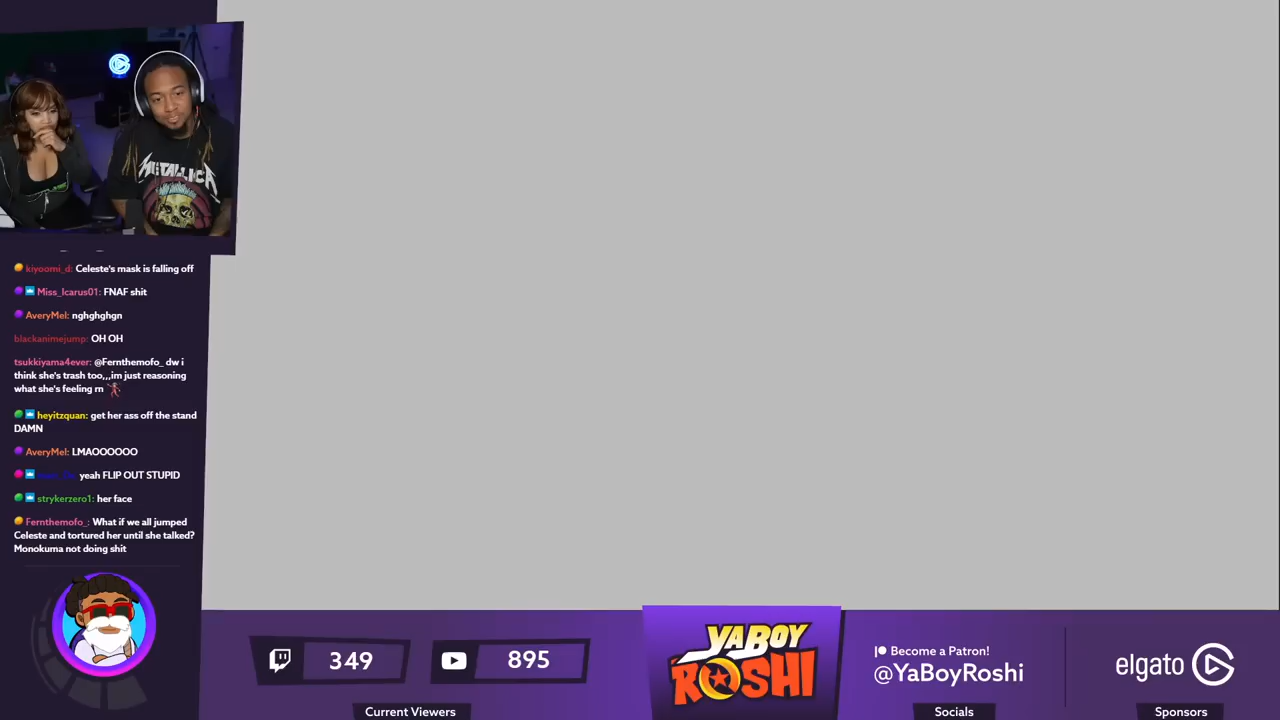 METALLICA
kiyoomi_d: Celeste's mask is falling off
Miss_Icarus01: FNAF shit
AveryMel: nghghghgn
blackanimejump: OH OH
tsukkiyama4ever: @Fernthemofo_ dw i
think she's trash too,,,im just reasoning
what she's feeling rn
heyitzquan: get her ass off the stand
DAMN
AveryMel: LMAOOOOOO
yeah FLIP OUT STUPID
strykerzero1: her face
Fernthemofo_: What if we all jumped
Celeste and tortured her until she talked?
Monokuma not doing shit
349
895
Current Viewers
YABOY
ROSHI
Become a Patron!
@YaBoyRoshi
Socials
elgato
Sponsors